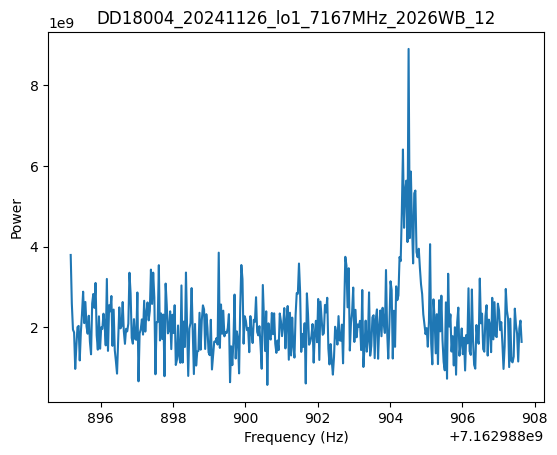 DD18004_20241126_lo1_7167MHz_2026WB_12
1e9
8
6
4
2
Power
896 898 900 902 904 906 908
Frequency (Hz)
+7.162988e9